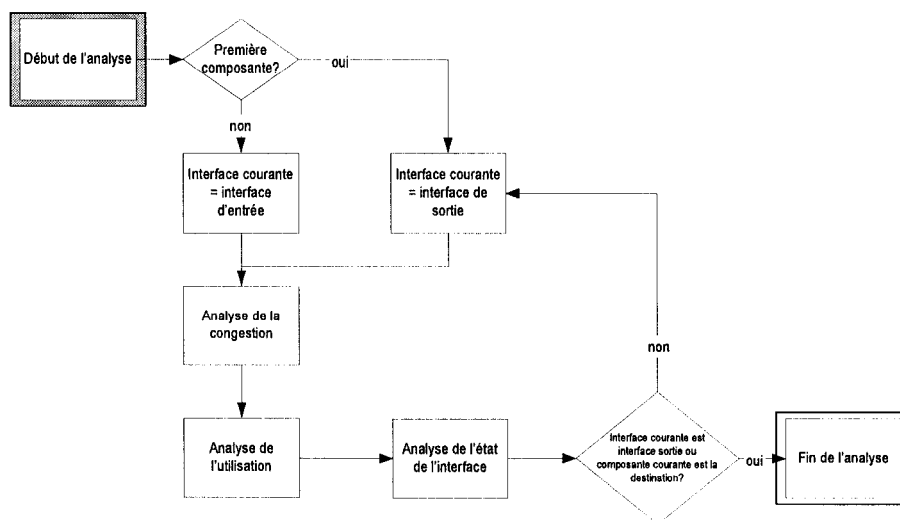 Début de l'analyse
Première
composante?
oui
non
Interface courante
= interface
d'entrée
Interface courante
= interface de
sortie
Analyse de la
congestion
non
Analyse de
l'utilisation
Analyse de l'état
de l'interface
Interface courante est
interface sortie ou
composante courante est la
destination?
oui
Fin de l'analyse